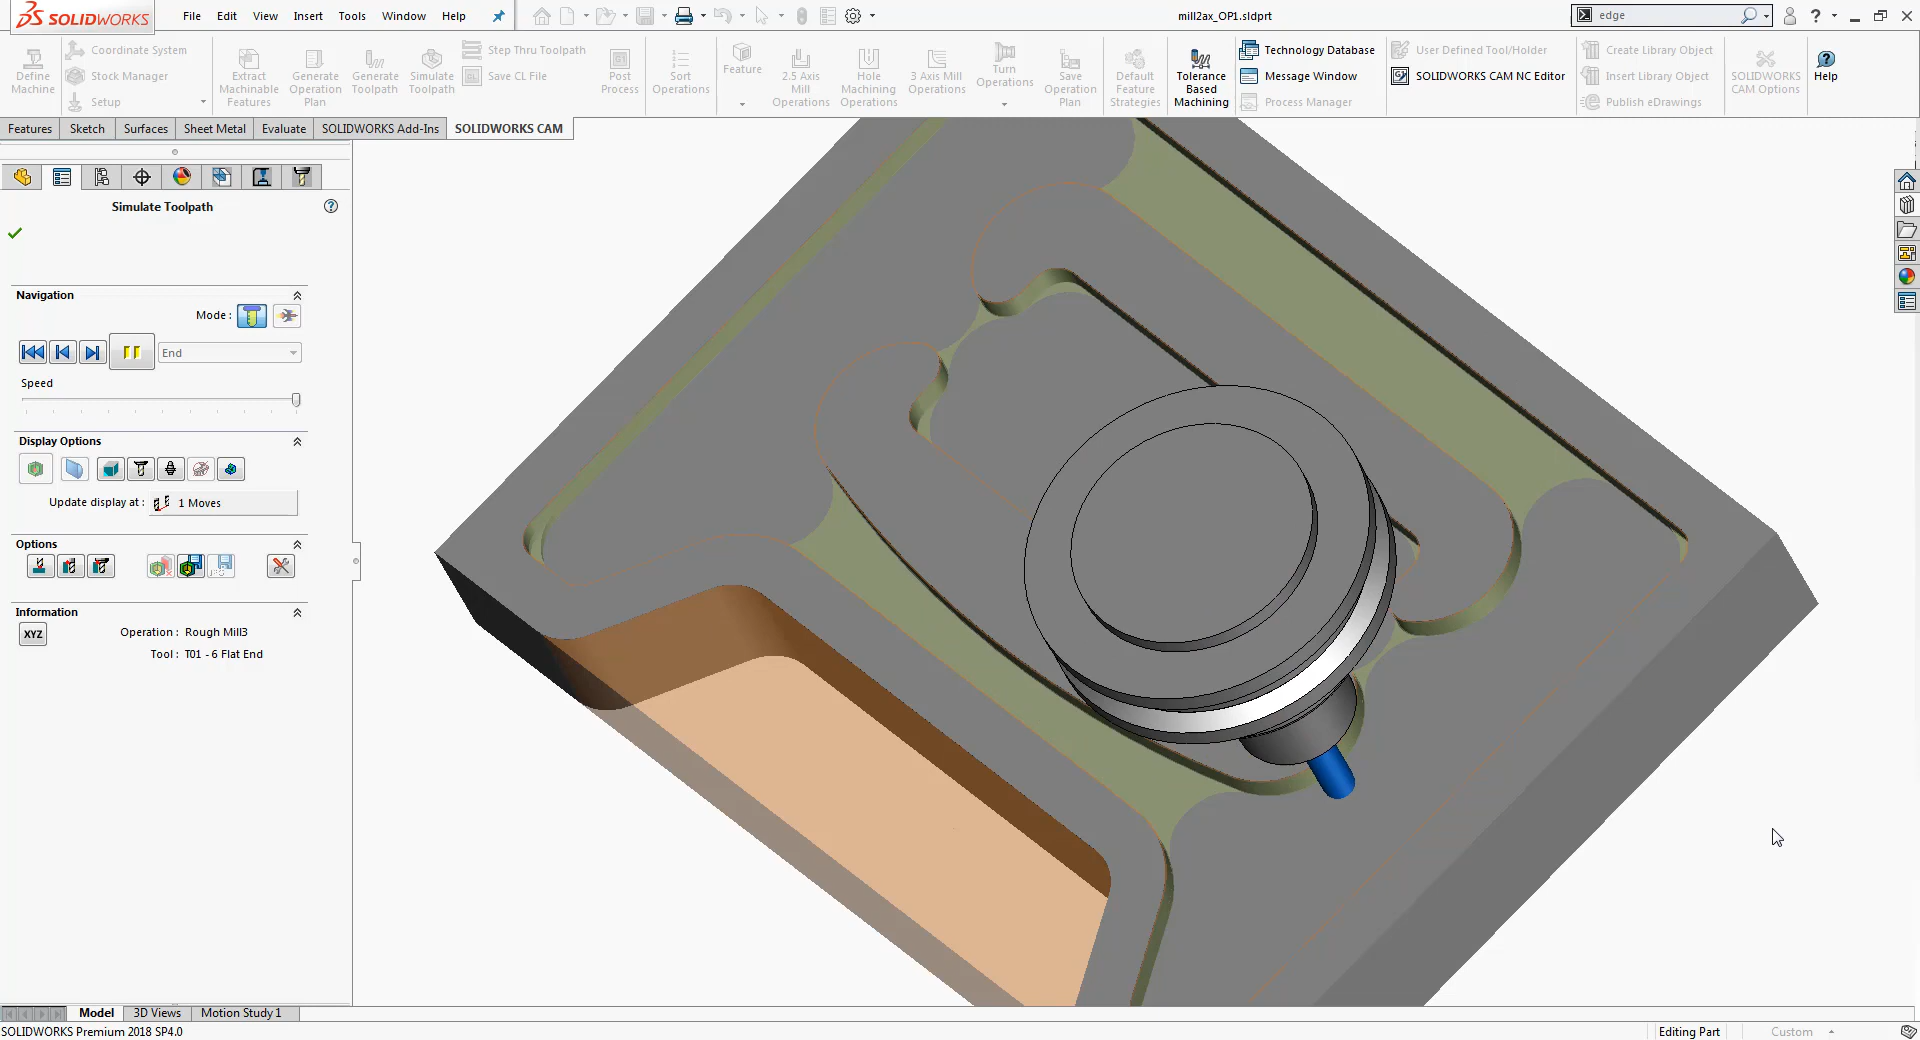 SOLIDWORKS
File Edit View Insert Tools Window Help
mill2ax_OP1.sldprt
edge
Define Machine
Coordinate System
Stock Manager
Setup
Extract Machinable Features
Generate Operation Plan
Generate Toolpath
Simulate Toolpath
Step Thru Toolpath
Save CL File
Post Process
Sort Operations
Feature
2.5 Axis Mill Operations
Hole Machining Operations
3 Axis Mill Operations
Turn Operations
Save Operation Plan
Default Feature Strategies
Tolerance Based Machining
Technology Database
Message Window
Process Manager
User Defined Tool/Holder
SOLIDWORKS CAM NC Editor
Create Library Object
Insert Library Object
Publish eDrawings
SOLIDWORKS CAM Options
Help
Features Sketch Surfaces Sheet Metal Evaluate SOLIDWORKS Add-Ins SOLIDWORKS CAM
Simulate Toolpath
Navigation
Mode :
End
Speed
Display Options
Update display at : 1 Moves
Options
Information
XYZ
Operation : Rough Mill3
Tool : T01 - 6 Flat End
Model 3D Views Motion Study 1
SOLIDWORKS Premium 2018 SP4.0
Editing Part
Custom